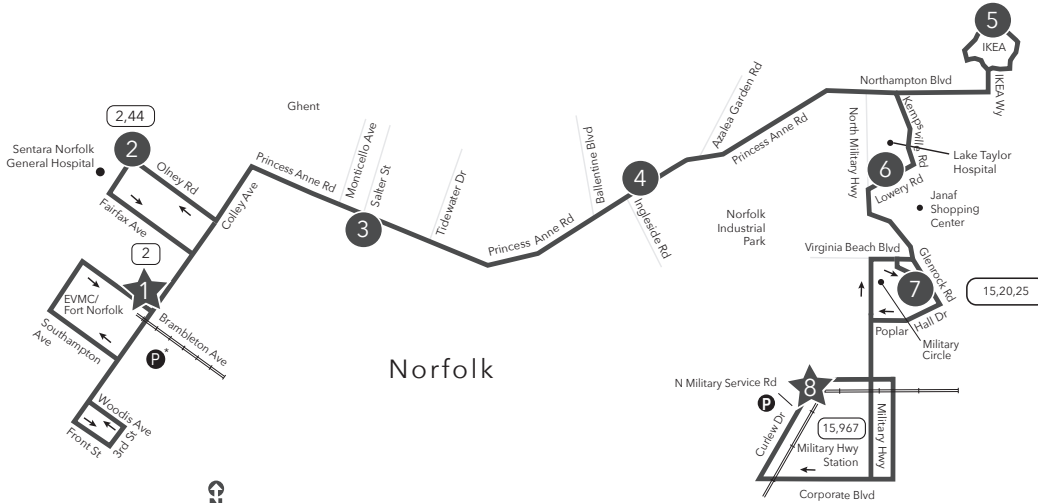 5
IKEA
IKEA Wy
Northampton Blvd
Kempsville Rd
North Military Hwy
Azalea Garden Rd
Princess Anne Rd
Lake Taylor
Hospital
6
Lowery Rd
Janaf
Shopping
Center
Ghent
2,44
2
Sentara Norfolk
General Hospital
Olney Rd
Fairfax Ave
Colley Ave
Princess Anne Rd
Monticello Ave
Salter St
3
Tidewater Dr
Princess Anne Rd
Ballentine Blvd
4
Ingleside Rd
Norfolk
Industrial
Park
Virginia Beach Blvd
Glenrock Rd
7
15,20,25
Hall Dr
Poplar
Military
Circle
2
1
EVMC/
Fort Norfolk
Southampton
Ave
Brambleton Ave
P*
Norfolk
Woodis Ave
3rd St
Front St
N Military Service Rd
8
P
Curlew Dr
15,967
Military Hwy
Station
Military Hwy
Corporate Blvd
N